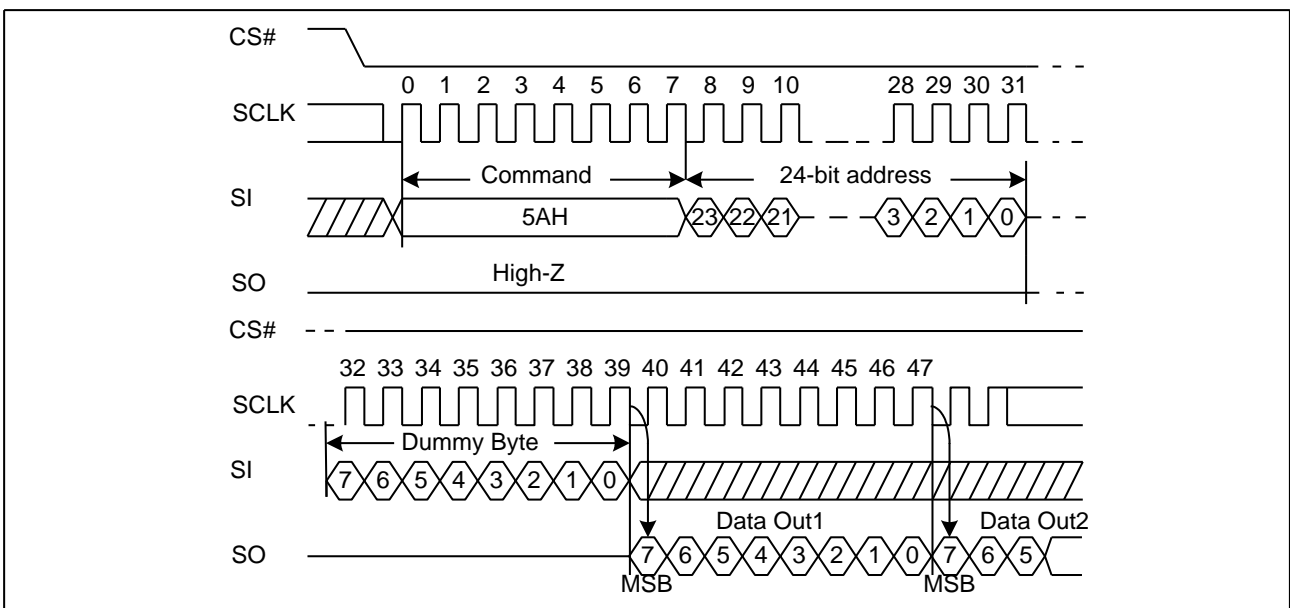 CS#
0 1 2 3 4 5 6 7 8 9 10 28 29 30 31
SCLK
Command 24-bit address
SI
5AH 23 22 21 3 2 1 0
High-Z
SO
CS#
32 33 34 35 36 37 38 39 40 41 42 43 44 45 46 47
SCLK
Dummy Byte
SI
7 6 5 4 3 2 1 0
Data Out1 Data Out2
SO
7 6 5 4 3 2 1 0 7 6 5
MSB MSB